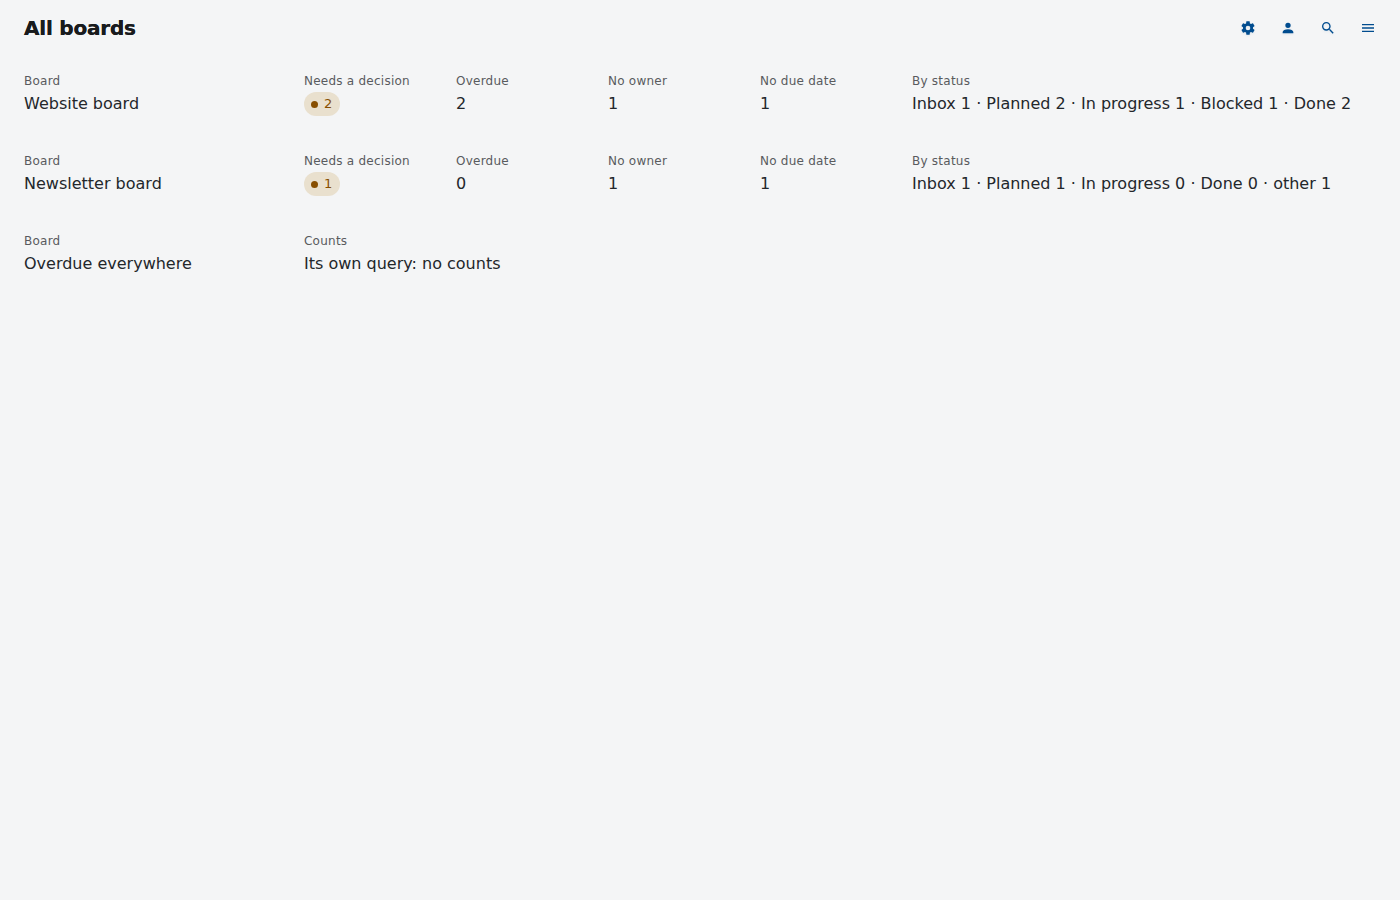 All boards
Board Needs a decision Overdue No owner No due date By status
Website board 2 2 1 1 Inbox 1 · Planned 2 · In progress 1 · Blocked 1 · Done 2
Board Needs a decision Overdue No owner No due date By status
Newsletter board 1 0 1 1 Inbox 1 · Planned 1 · In progress 0 · Done 0 · other 1
Board Counts
Overdue everywhere Its own query: no counts